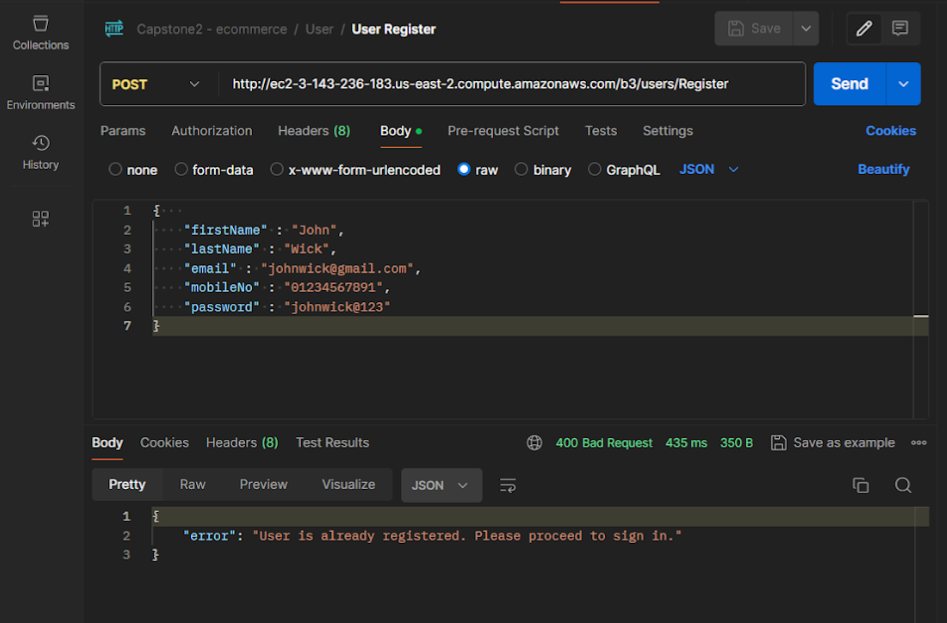 Collections
Environments
History
HTTP Capstone2 - ecommerce / User / User Register
Save
POST http://ec2-3-143-236-183.us-east-2.compute.amazonaws.com/b3/users/Register Send
Params Authorization Headers (8) Body Pre-request Script Tests Settings Cookies
none form-data x-www-form-urlencoded raw binary GraphQL JSON Beautify
1 {
2 "firstName" : "John",
3 "lastName" : "Wick",
4 "email" : "johnwick@gmail.com",
5 "mobileNo" : "01234567891",
6 "password" : "johnwick@123"
7 }
Body Cookies Headers (8) Test Results 400 Bad Request 435 ms 350 B Save as example
Pretty Raw Preview Visualize JSON
1 {
2 "error": "User is already registered. Please proceed to sign in."
3 }